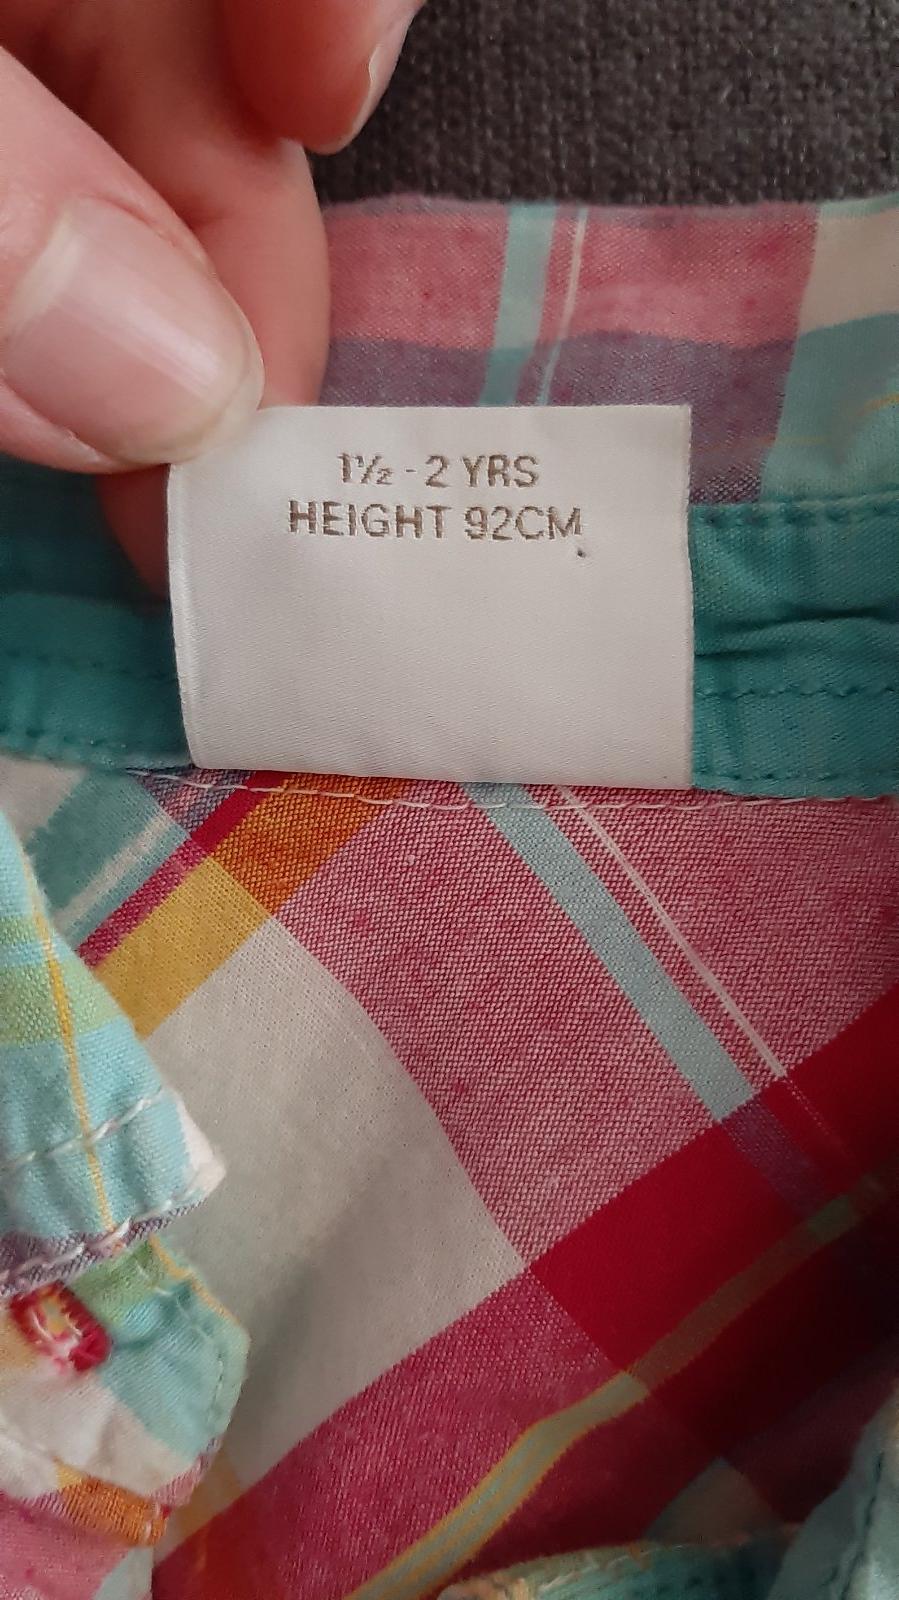 1½ - 2 YRS
HEIGHT 92CM